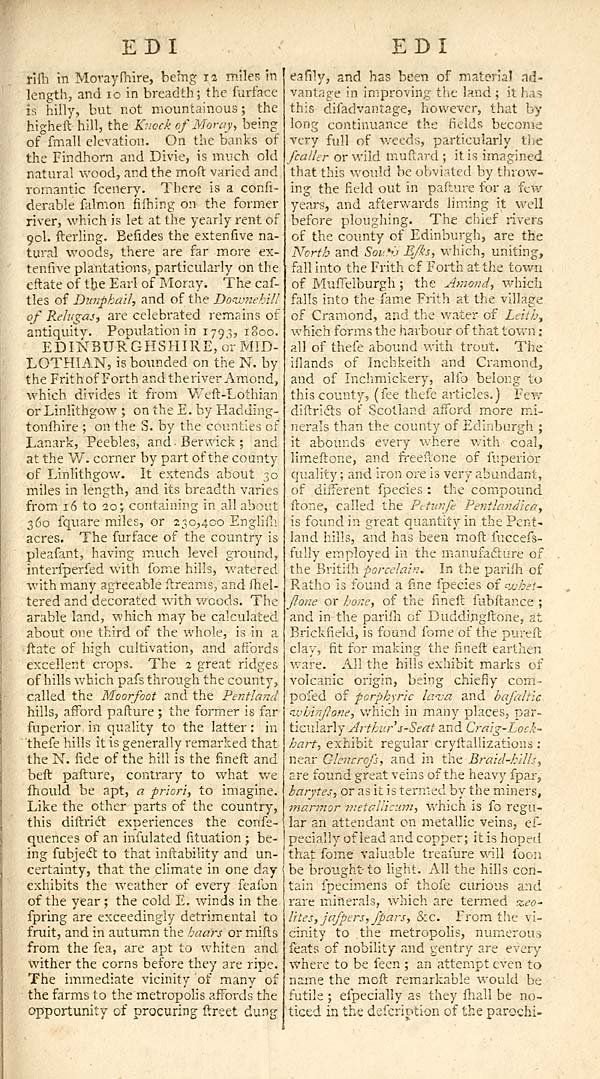 EDI
riſh in Morayſhire, being 12 miles in
length, and 10 in breadth; the ſurface
is hilly, but not mountainous; the
higheſt hill, the Knock of Moray, being
of ſmall elevation. On the banks of
the Findhorn and Divie, is much old
natural wood, and the moſt varied and
romantic ſcenery. There is a conſi-
derable ſalmon fiſhing on the former
river, which is let at the yearly rent of
90l. ſterling. Beſides the extenſive na-
tural woods, there are far more ex-
tenſive plantations, particularly on the
eſtate of the Earl of Moray. The caſ-
tles of Dunphail, and of the Downehill
of Relugas, are celebrated remains of
antiquity. Population in 1793, 1800.
EDINBURGHSHIRE, or MID-
LOTHIAN, is bounded on the N. by
the Frith of Forth and the river Amond,
which divides it from Weſt-Lothian
or Linlithgow; on the E. by Hadding-
tonſhire; on the S. by the counties of
Lanark, Peebles, and Berwick; and
at the W. corner by part of the county
of Linlithgow. It extends about 30
miles in length, and its breadth varies
from 16 to 20; containing in all about
360 ſquare miles, or 230,400 Engliſh
acres. The ſurface of the country is
pleaſant, having much level ground,
interſperſed with ſome hills, watered
with many agreeable ſtreams, and ſhel-
tered and decorated with woods. The
arable land, which may be calculated
about one third of the whole, is in a
ſtate of high cultivation, and affords
excellent crops. The 2 great ridges
of hills which paſs through the county,
called the Moorfoot and the Pentland
hills, afford paſture; the former is far
ſuperior in quality to the latter: in
theſe hills it is generally remarked that
the N. ſide of the hill is the fineſt and
beſt paſture, contrary to what we
ſhould be apt, a priori, to imagine.
Like the other parts of the country,
this diſtrict experiences the conſe-
quences of an inſulated ſituation; be-
ing ſubject to that inſtability and un-
certainty, that the climate in one day
exhibits the weather of every ſeaſon
of the year; the cold E. winds in the
ſpring are exceedingly detrimental to
fruit, and in autumn the haars or miſts
from the ſea, are apt to whiten and
wither the corns before they are ripe.
The immediate vicinity of many of
the farms to the metropolis affords the
opportunity of procuring ſtreet dung
EDI
eaſily, and has been of material ad-
vantage in improving the land; it has
this diſadvantage, however, that by
long continuance the fields become
very full of weeds, particularly the
ſcaller or wild muſtard; it is imagined
that this would be obviated by throw-
ing the field out in paſture for a few
years, and afterwards liming it well
before ploughing. The chief rivers
of the county of Edinburgh, are the
North and South Eſks, which, uniting,
fall into the Frith of Forth at the town
of Muſſelburgh; the Amond, which
falls into the ſame Frith at the village
of Cramond, and the water of Leith,
which forms the harbour of that town:
all of theſe abound with trout. The
iſlands of Inchkeith and Cramond,
and of Inchmickery, alſo belong to
this county, (ſee theſe articles.) Few
diſtricts of Scotland afford more mi-
nerals than the county of Edinburgh;
it abounds every where with coal,
limeſtone, and freeſtone of ſuperior
quality; and iron ore is very abundant,
of different ſpecies: the compound
ſtone, called the Petunſe Pentlandica,
is found in great quantity in the Pent-
land hills, and has been moſt ſucceſs-
fully employed in the manufacture of
the Britiſh porcelain. In the pariſh of
Ratho is found a fine ſpecies of whet-
ſtone or hone, of the fineſt ſubſtance;
and in the pariſh of Duddingſtone, at
Brickfield, is found ſome of the pureſt
clay, fit for making the fineſt earthen
ware. All the hills exhibit marks of
volcanic origin, being chiefly com-
poſed of porphyric lava and baſaltic
whinſtone, which in many places, par-
ticularly Arthur's-Seat and Craig-Lock-
hart, exhibit regular cryſtallizations:
near Glencroſs, and in the Braid-hills,
are found great veins of the heavy ſpar,
barytes, or as it is termed by the miners,
marmor metallicum, which is ſo regu-
lar an attendant on metallic veins, eſ-
pecially of lead and copper; it is hoped
that ſome valuable treaſure will ſoon
be brought to light. All the hills con-
tain ſpecimens of thoſe curious and
rare minerals, which are termed zeo-
lites, jaſpers, ſpars, &c. From the vi-
cinity to the metropolis, numerous
ſeats of nobility and gentry are every
where to be ſeen; an attempt even to
name the moſt remarkable would be
futile; eſpecially as they ſhall be no-
ticed in the deſcription of the parochi-